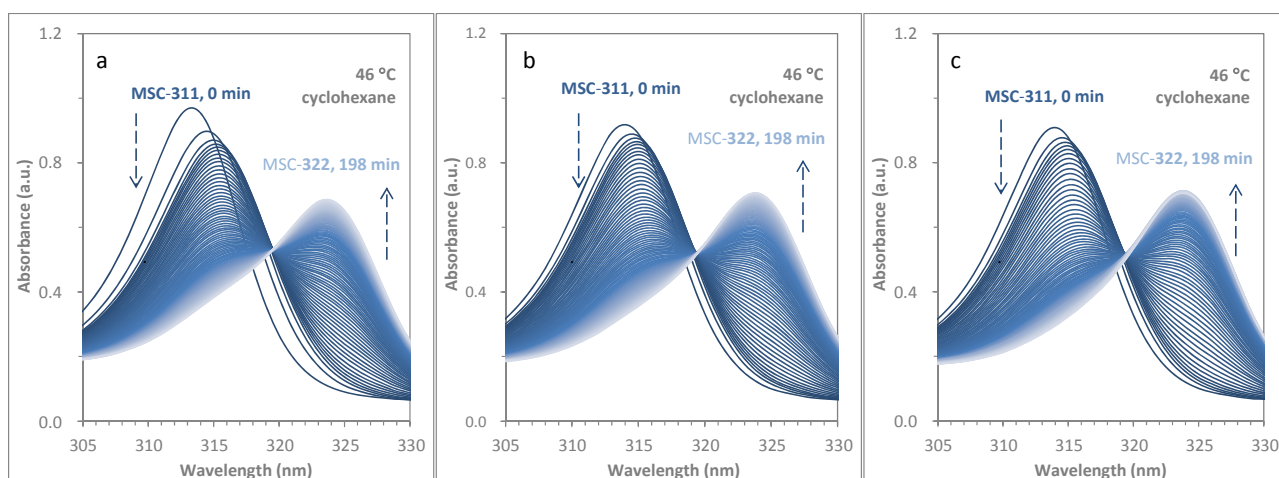 a
1.2
0.8
0.4
0.0
Absorbance (a.u.)
46 °C
cyclohexane
MSC-311, 0 min
MSC-322, 198 min
305 310 315 320 325 330
Wavelength (nm)
b
1.2
0.8
0.4
0.0
Absorbance (a.u.)
46 °C
cyclohexane
MSC-311, 0 min
MSC-322, 198 min
305 310 315 320 325 330
Wavelength (nm)
c
1.2
0.8
0.4
0.0
Absorbance (a.u.)
46 °C
cyclohexane
MSC-311, 0 min
MSC-322, 198 min
305 310 315 320 325 330
Wavelength (nm)